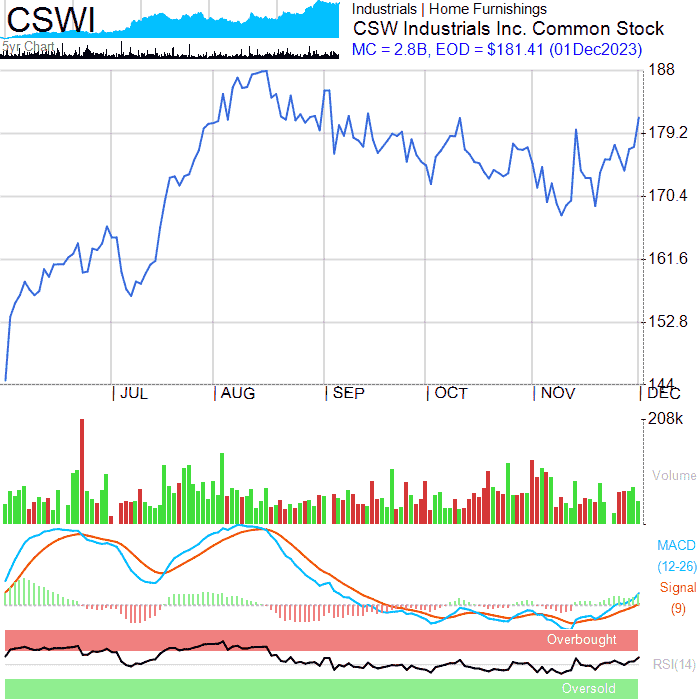 CSWI
5yr Chart
Industrials | Home Furnishings
CSW Industrials Inc. Common Stock
MC = 2.8B, EOD = $181.41 (01Dec2023)
188
179.2
170.4
161.6
152.8
144
JUL AUG SEP OCT NOV DEC
208k
Volume
MACD
(12-26)
Signal
(9)
Overbought
RSI(14)
Oversold